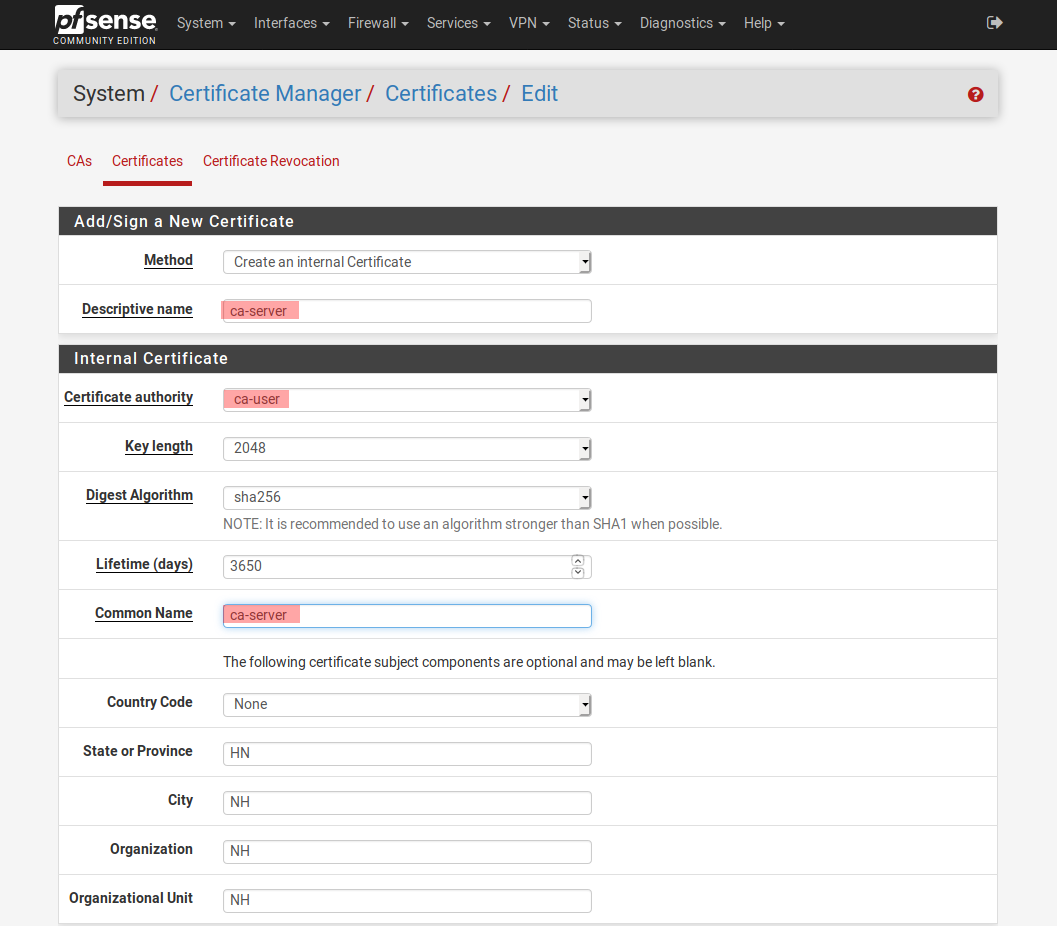 pfsense System Interfaces Firewall Services VPN Status Diagnostics Help
COMMUNITY EDITION
System / Certificate Manager / Certificates / Edit
CAs Certificates Certificate Revocation
Add/Sign a New Certificate
Method Create an internal Certificate
Descriptive name ca-server
Internal Certificate
Certificate authority ca-user
Key length 2048
Digest Algorithm sha256
NOTE: It is recommended to use an algorithm stronger than SHA1 when possible.
Lifetime (days) 3650
Common Name ca-server
The following certificate subject components are optional and may be left blank.
Country Code None
State or Province HN
City NH
Organization NH
Organizational Unit NH